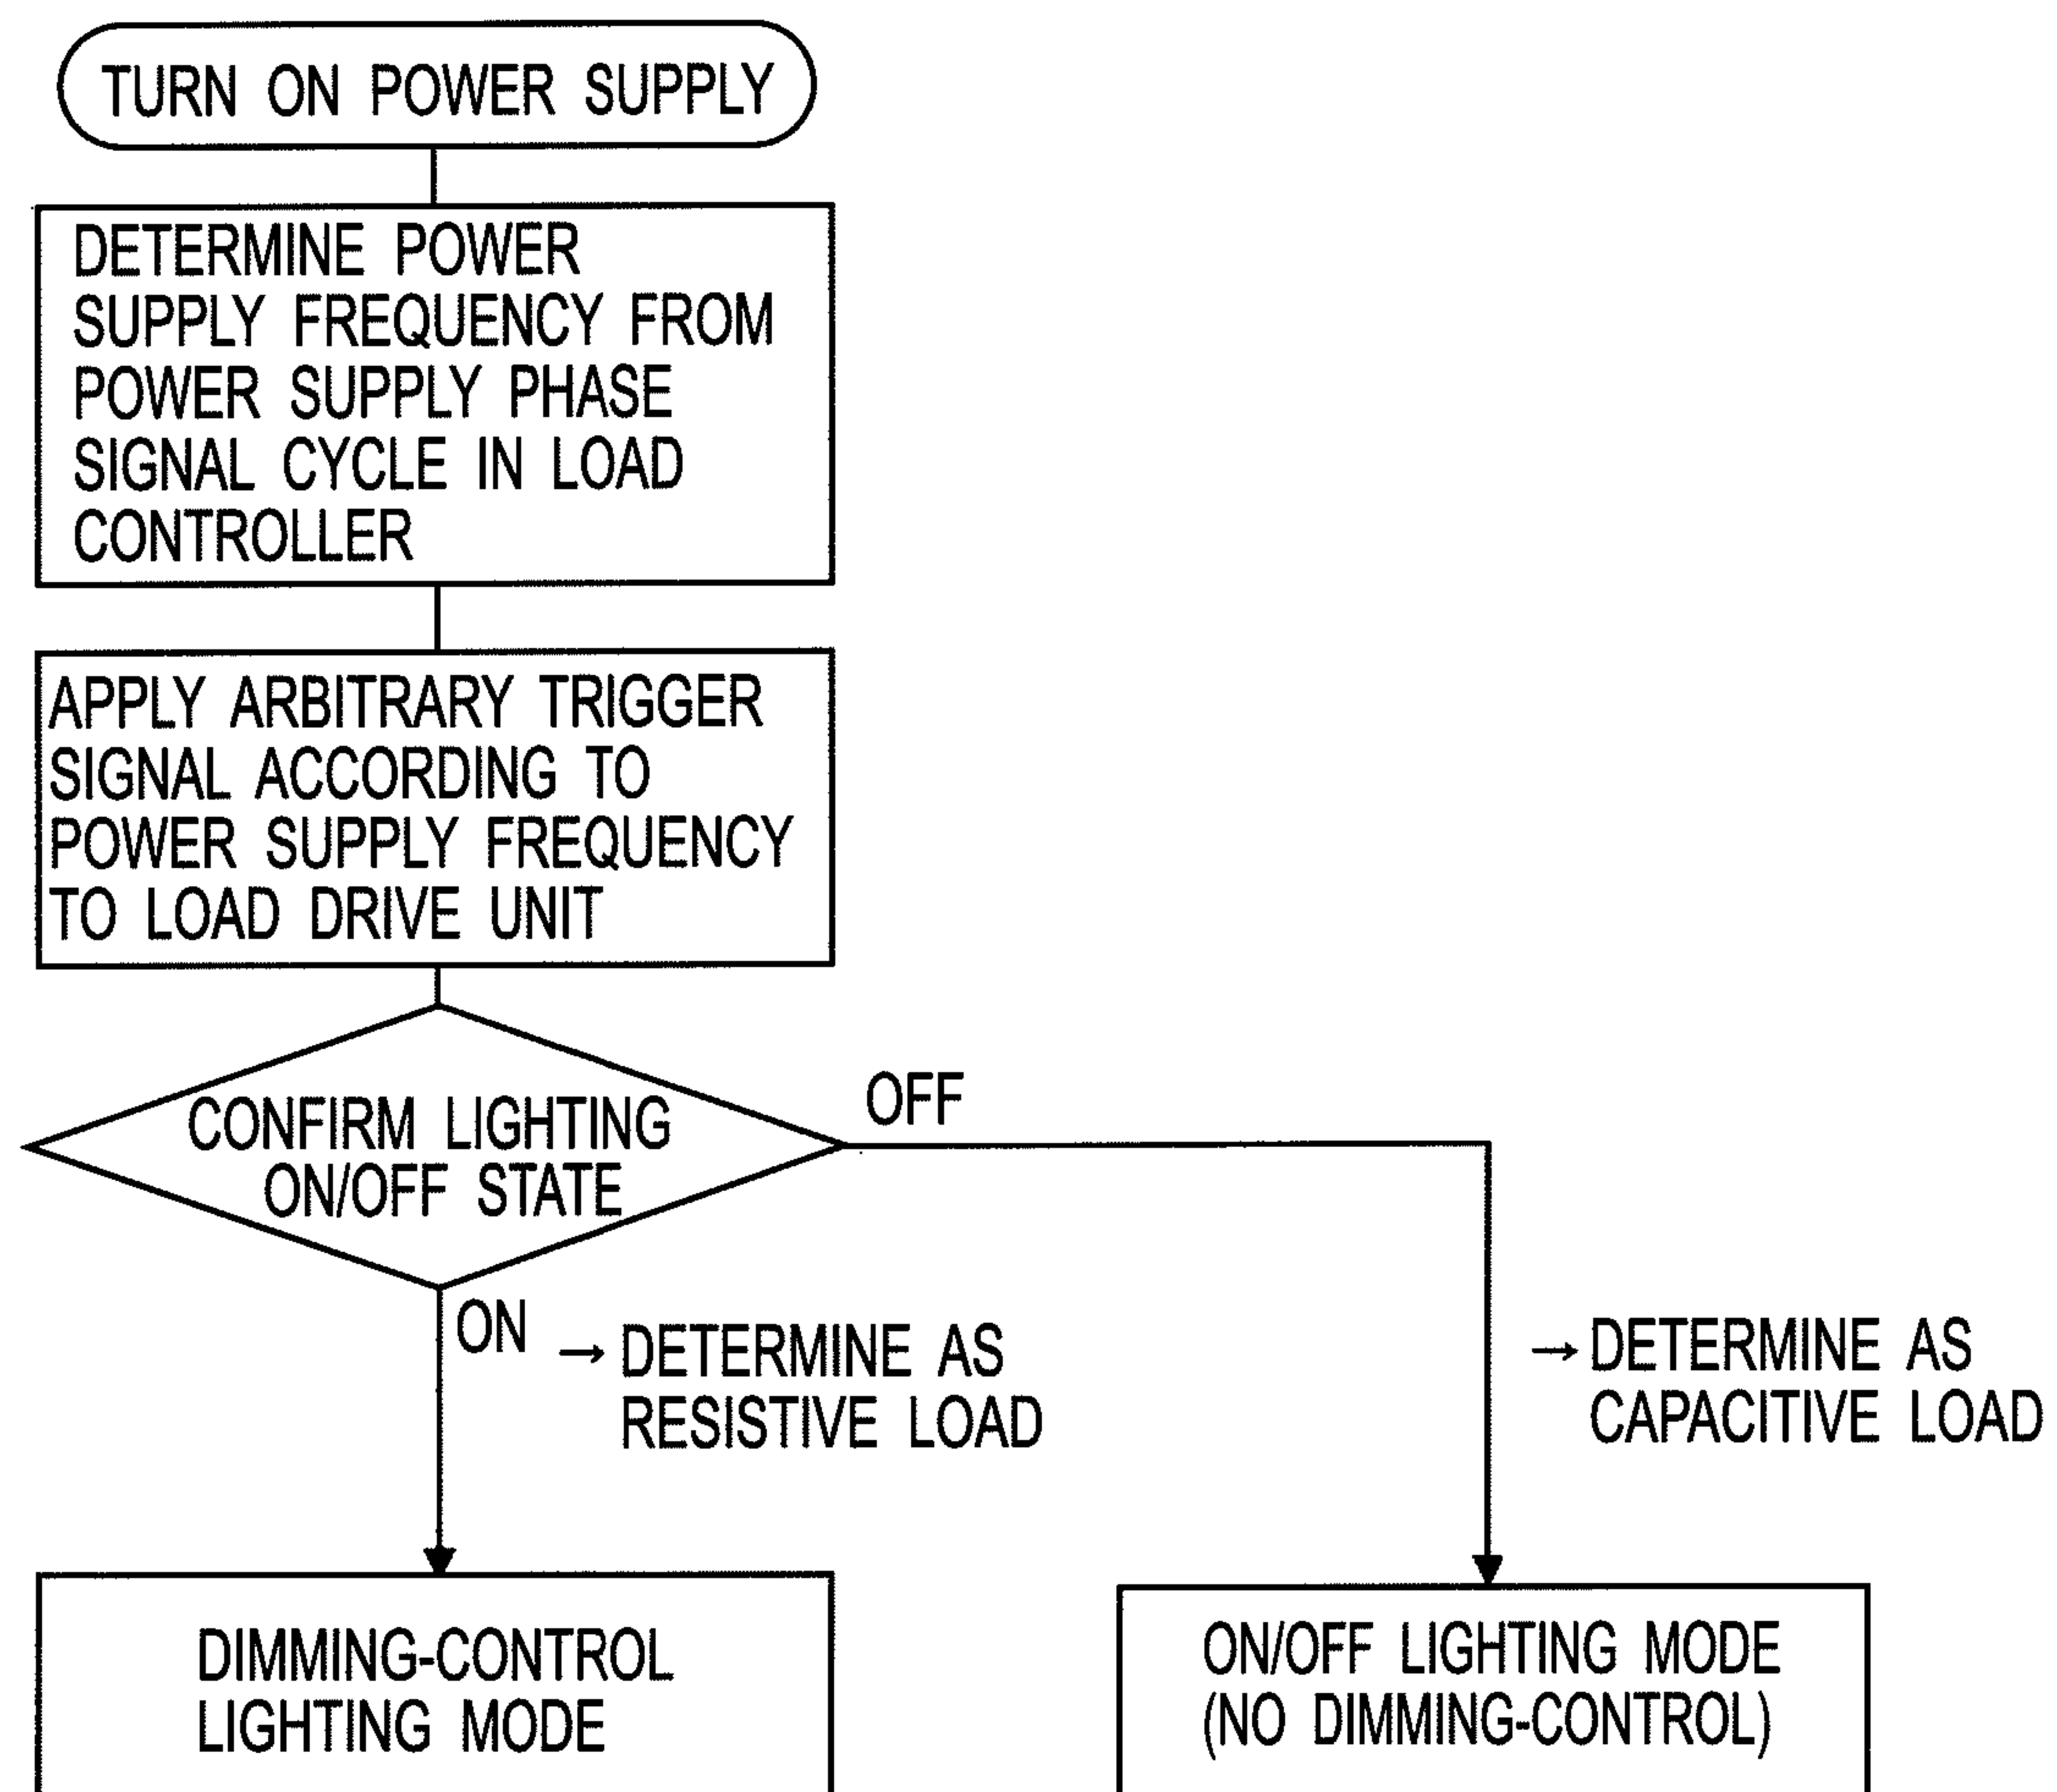 TURN ON POWER SUPPLY
DETERMINE POWER
SUPPLY FREQUENCY FROM
POWER SUPPLY PHASE
SIGNAL CYCLE IN LOAD
CONTROLLER
APPLY ARBITRARY TRIGGER
SIGNAL ACCORDING TO
POWER SUPPLY FREQUENCY
TO LOAD DRIVE UNIT
CONFIRM LIGHTING
ON/OFF STATE
OFF
ON
→ DETERMINE AS
RESISTIVE LOAD
→ DETERMINE AS
CAPACITIVE LOAD
DIMMING-CONTROL
LIGHTING MODE
ON/OFF LIGHTING MODE
(NO DIMMING-CONTROL)